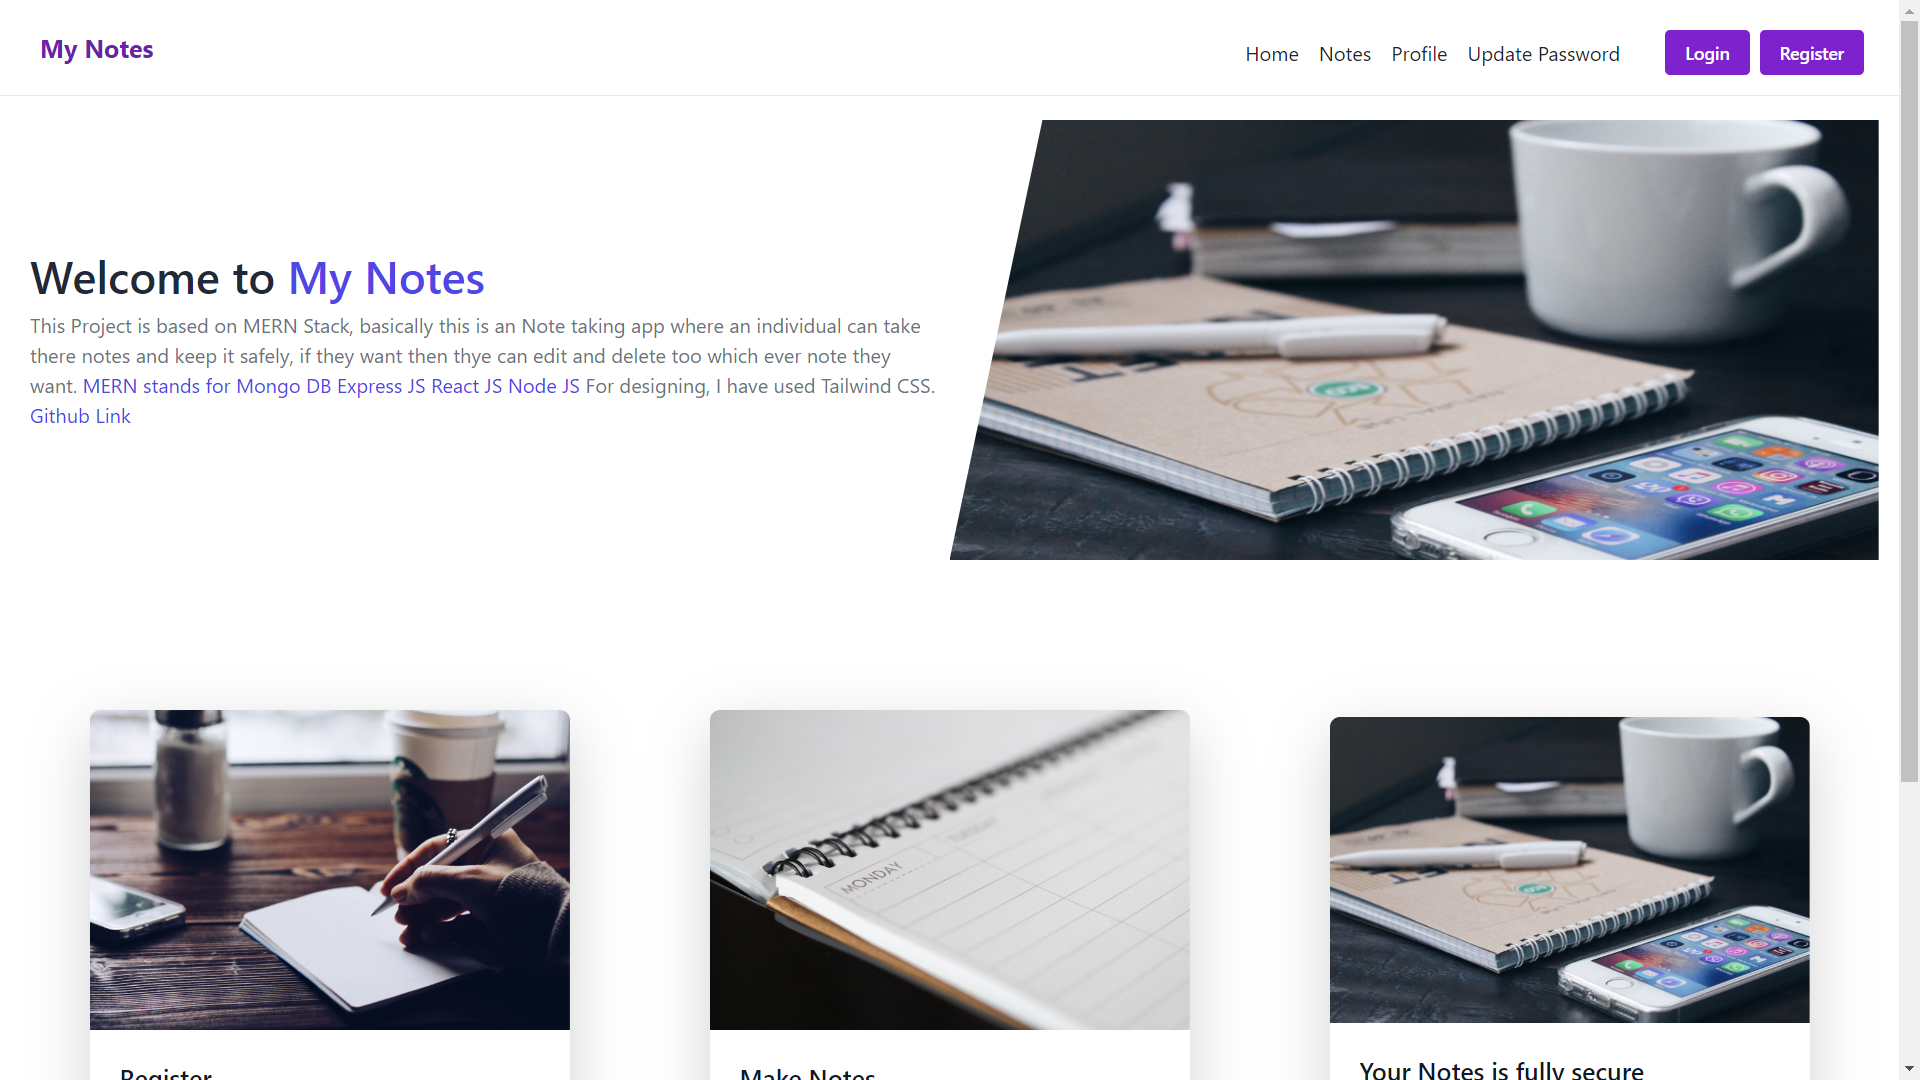 My Notes
Home Notes Profile Update Password Login Register
Welcome to My Notes
This Project is based on MERN Stack, basically this is an Note taking app where an individual can take
there notes and keep it safely, if they want then thye can edit and delete too which ever note they
want. MERN stands for Mongo DB Express JS React JS Node JS For designing, I have used Tailwind CSS.
Github Link
MONDAY
TUESDAY
Register
Make Notes
Your Notes is fully secure